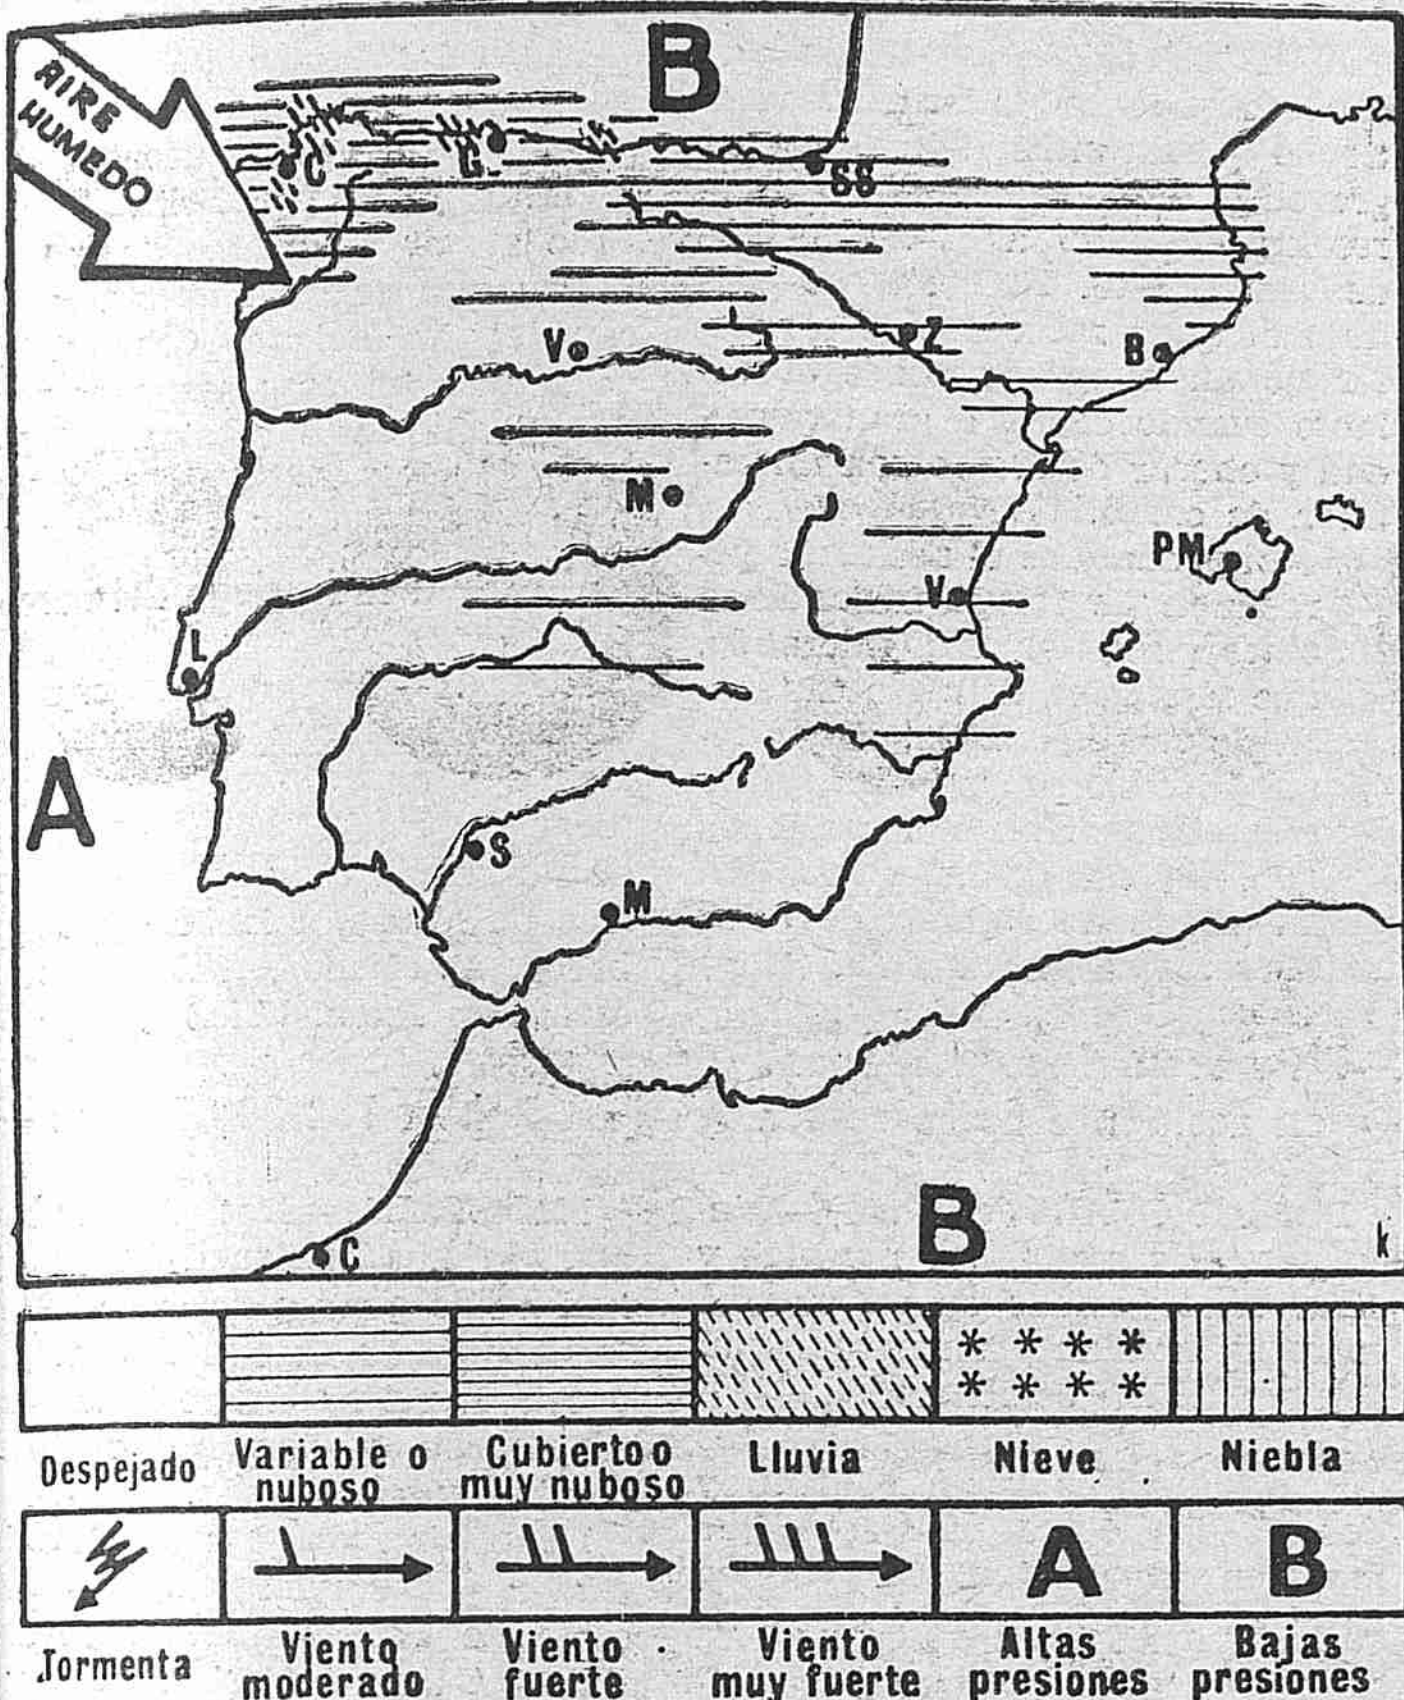 B
AIRE
HUMEDO
C
G.
SS
V
Z
B
M
PM
V
L
A
S
M
B
C
k
Despejado
Variable o
nuboso
Cubierto o
muy nuboso
Lluvia
Nieve
Niebla
A
B
Tormenta
Viento
moderado
Viento
fuerte
Viento
muy fuerte
Altas
presiones
Bajas
presiones